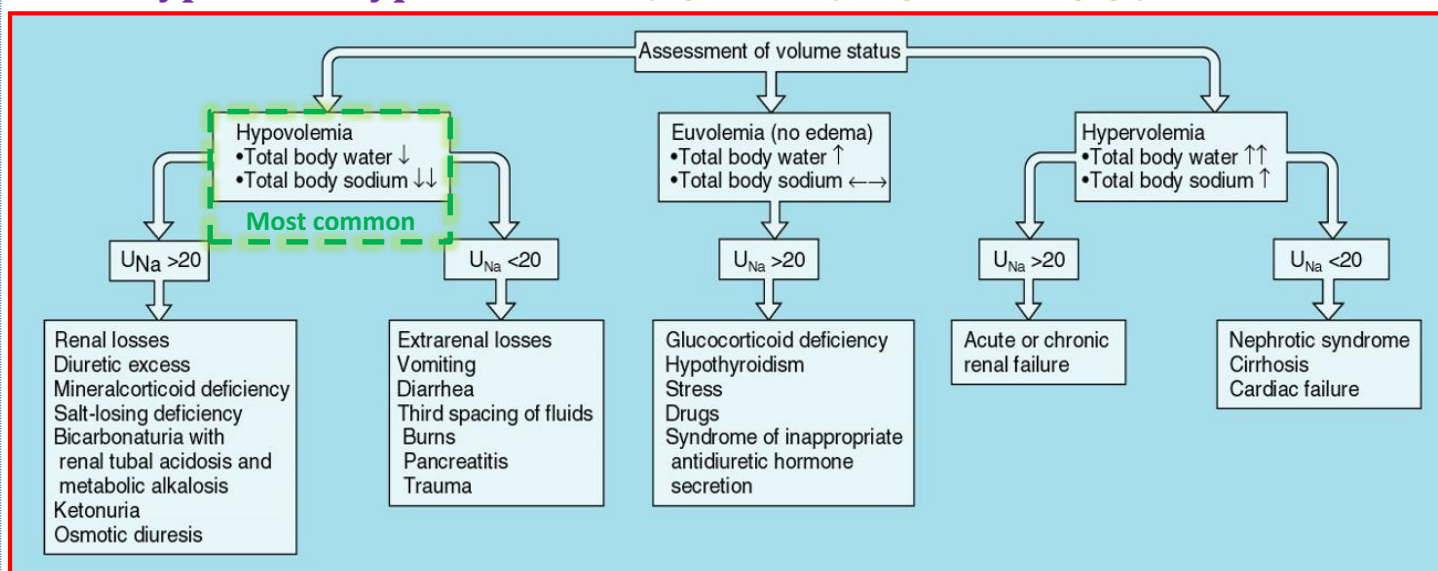 Assessment of volume status
Hypovolemia
•Total body water ↓
•Total body sodium ↓↓
Most common
Euvolemia (no edema)
•Total body water ↑
•Total body sodium ←→
Hypervolemia
•Total body water ↑↑
•Total body sodium ↑
UNa >20
UNa <20
UNa >20
UNa >20
UNa <20
Renal losses
Diuretic excess
Mineralcorticoid deficiency
Salt-losing deficiency
Bicarbonaturia with
renal tubal acidosis and
metabolic alkalosis
Ketonuria
Osmotic diuresis
Extrarenal losses
Vomiting
Diarrhea
Third spacing of fluids
Burns
Pancreatitis
Trauma
Glucocorticoid deficiency
Hypothyroidism
Stress
Drugs
Syndrome of inappropriate
antidiuretic hormone
secretion
Acute or chronic
renal failure
Nephrotic syndrome
Cirrhosis
Cardiac failure